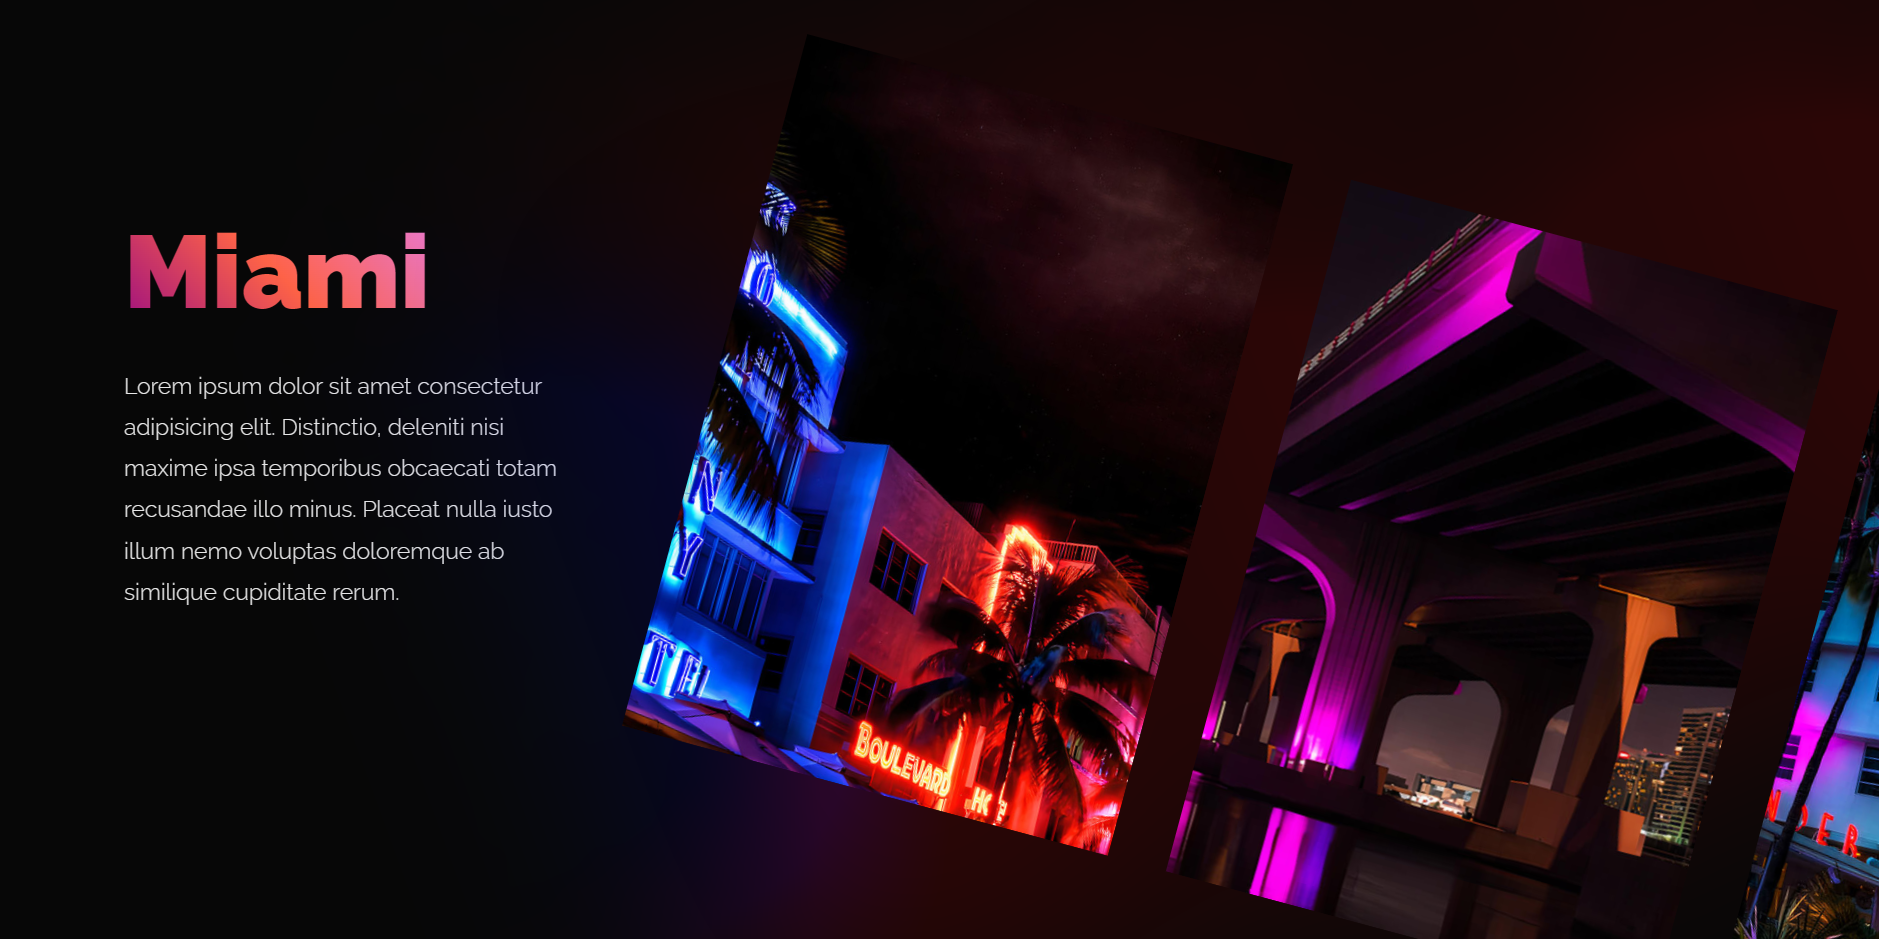 Miami
Lorem ipsum dolor sit amet consectetur
adipisicing elit. Distinctio, deleniti nisi
maxime ipsa temporibus obcaecati totam
recusandae illo minus. Placeat nulla iusto
illum nemo voluptas doloremque ab
similique cupiditate rerum.
BOULEVARD